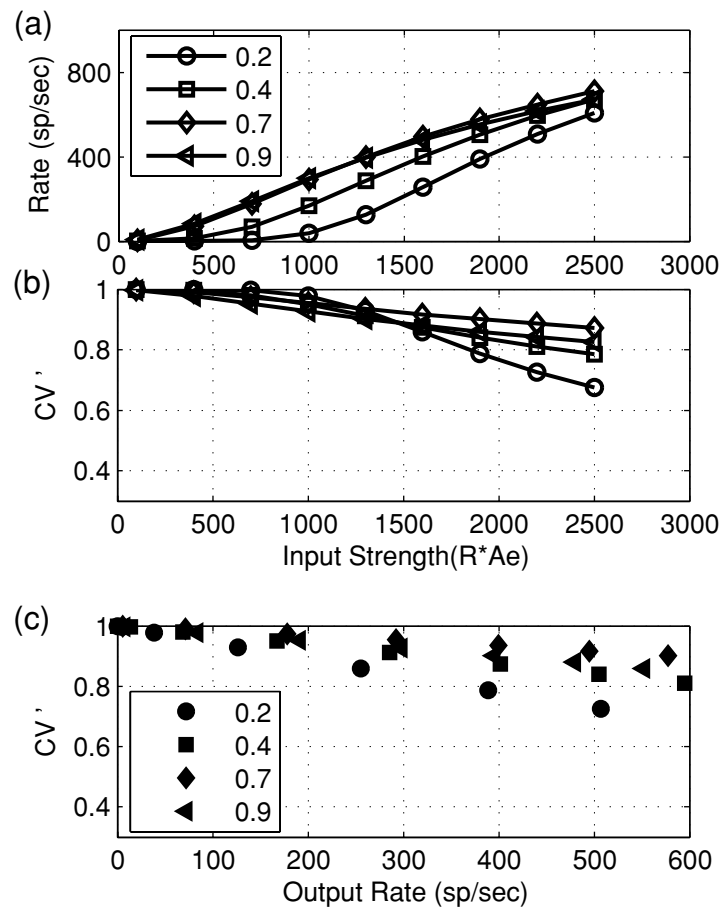 (a)
0.2
0.4
0.7
0.9
800
400
0
Rate (sp/sec)
0 500 1000 1500 2000 2500 3000
(b)
1
0.8
0.6
0.4
CV '
0 500 1000 1500 2000 2500 3000
Input Strength(R*Ae)
(c)
1
0.8
0.6
0.4
CV '
0.2
0.4
0.7
0.9
0 100 200 300 400 500 600
Output Rate (sp/sec)